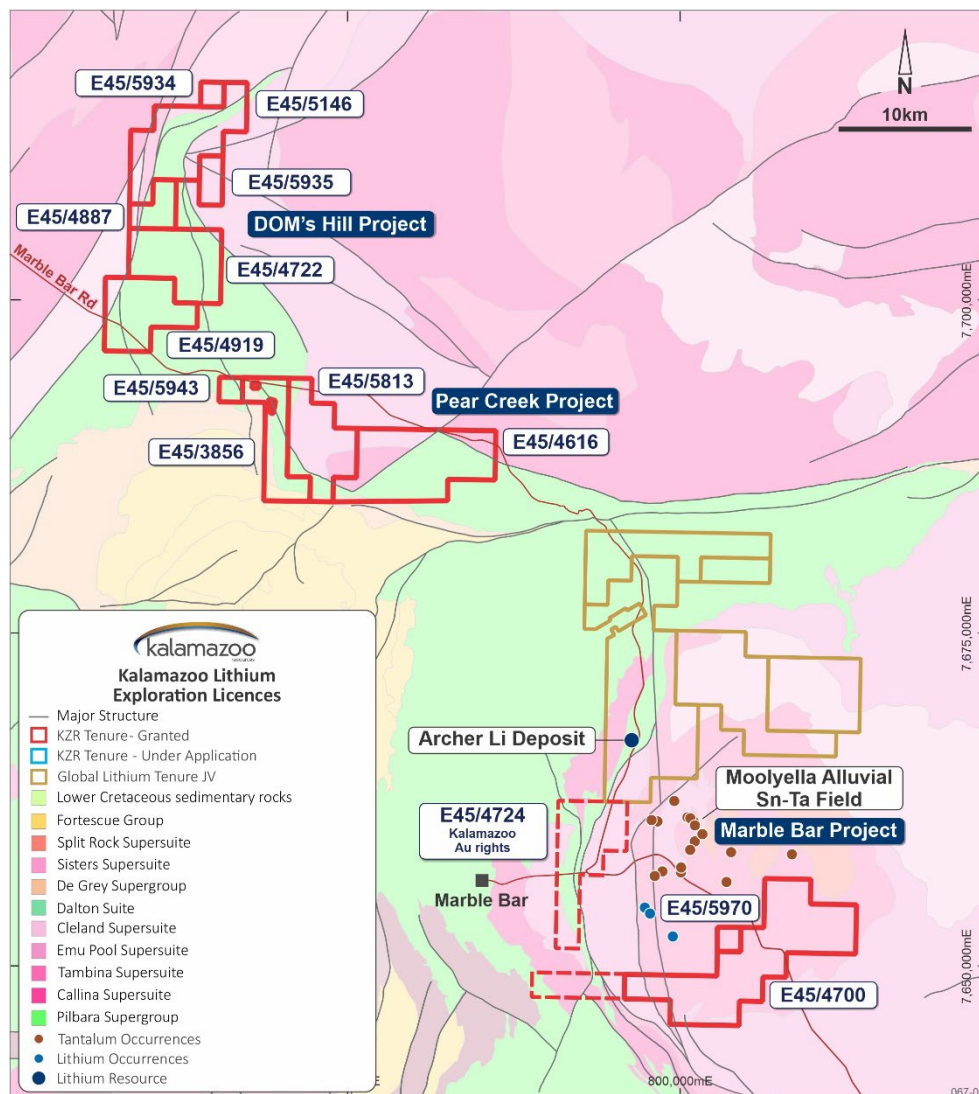 E45/5934
E45/5146
N
10km
E45/5935
E45/4887
DOM's Hill Project
Marble Bar Rd
E45/4722
7,700,000mE
E45/4919
E45/5943
E45/5813
Pear Creek Project
E45/3856
E45/4616
kalamazoo
resources
Kalamazoo Lithium
Exploration Licences
Major Structure
KZR Tenure- Granted
KZR Tenure - Under Application
Global Lithium Tenure JV
Lower Cretaceous sedimentary rocks
Fortescue Group
Split Rock Supersuite
Sisters Supersuite
De Grey Supergroup
Dalton Suite
Cleland Supersuite
Emu Pool Supersuite
Tambina Supersuite
Callina Supersuite
Pilbara Supergroup
Tantalum Occurrences
Lithium Occurrences
Lithium Resource
7,675,000mE
Archer Li Deposit
Moolyella Alluvial
Sn-Ta Field
E45/4724
Kalamazoo
Au rights
Marble Bar Project
Marble Bar
E45/5970
E45/4700
7,650,000mE
800,000mE